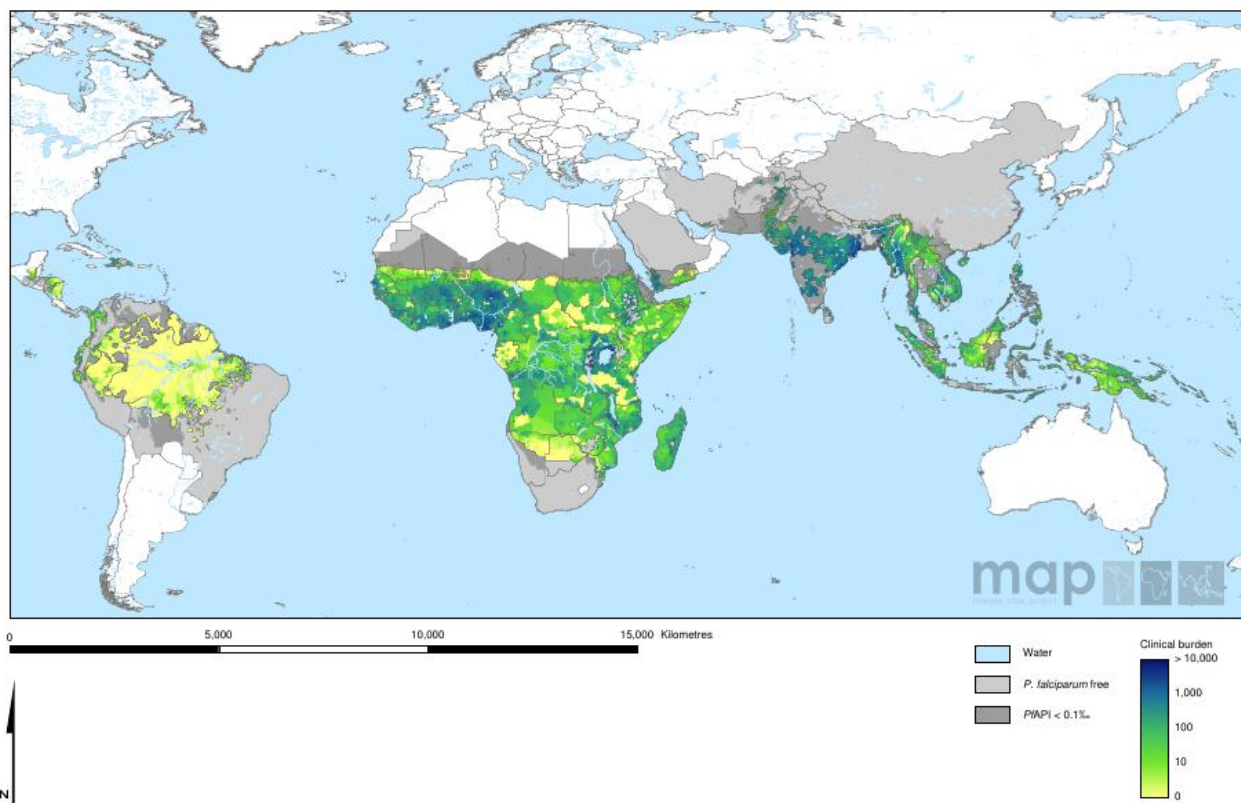 map
0
5,000
10,000
15,000 Kilometres
N
Water
P. falciparum free
PfAPI < 0.1‰
Clinical burden
> 10,000
1,000
100
10
0